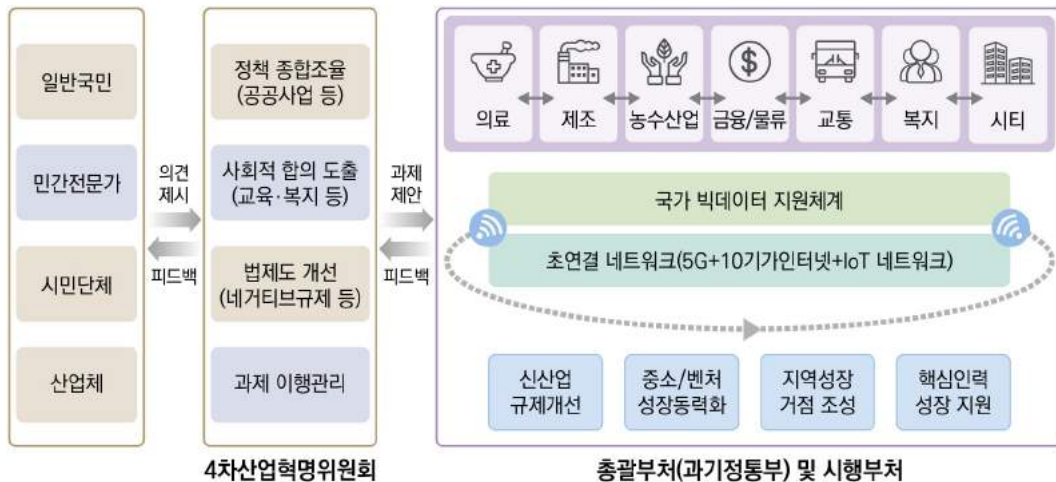 일반국민
민간전문가
시민단체
산업체
의견
제시
피드백
정책 종합조율
(공공사업 등)
사회적 합의 도출
(교육·복지 등)
법제도 개선
(네거티브규제 등)
과제 이행관리
4차산업혁명위원회
과제
제안
피드백
의료
제조
농수산업
금융/물류
교통
복지
시티
국가 빅데이터 지원체계
초연결 네트워크(5G+10기가인터넷+IoT 네트워크)
신산업
규제개선
중소/벤처
성장동력화
지역성장
거점 조성
핵심인력
성장 지원
총괄부처(과기정통부) 및 시행부처